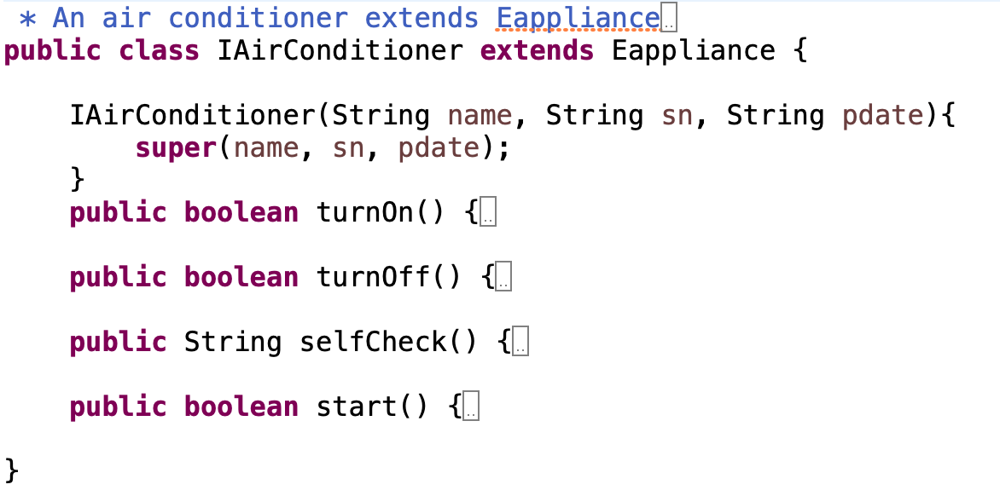 * An air conditioner extends Eappliance..
public class IAirConditioner extends Eappliance {
IAirConditioner(String name, String sn, String pdate){
super(name, sn, pdate);
}
public boolean turnOn() {..
public boolean turnOff() {..
public String selfCheck() {..
public boolean start() {..
}